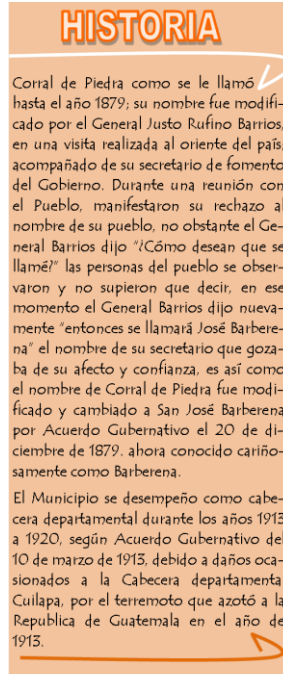 HISTORIA
Corral de Piedra como se le llamó
hasta el año 1879; su nombre fue modifi-
cado por el General Justo Rufino Barrios,
en una visita realizada al oriente del país,
acompañado de su secretario de fomento
del Gobierno. Durante una reunión con
el Pueblo, manifestaron su rechazo al
nombre de su pueblo, no obstante el Ge-
neral Barrios dijo “¿Cómo desean que se
llamé?” las personas del pueblo se obser-
varon y no supieron que decir, en ese
momento el General Barrios dijo nueva-
mente “entonces se llamará José Barbere-
na” el nombre de su secretario que goza-
ba de su afecto y confianza, es así como
el nombre de Corral de Piedra fue modi-
ficado y cambiado a San José Barberena
por Acuerdo Gubernativo el 20 de di-
ciembre de 1879. ahora conocido cariño-
samente como Barberena.
El Municipio se desempeño como cabe-
cera departamental durante los años 1913
a 1920, según Acuerdo Gubernativo del
10 de marzo de 1913, debido a daños oca-
sionados a la Cabecera departamenta
Cuilapa, por el terremoto que azotó a la
Republica de Guatemala en el año de
1913.